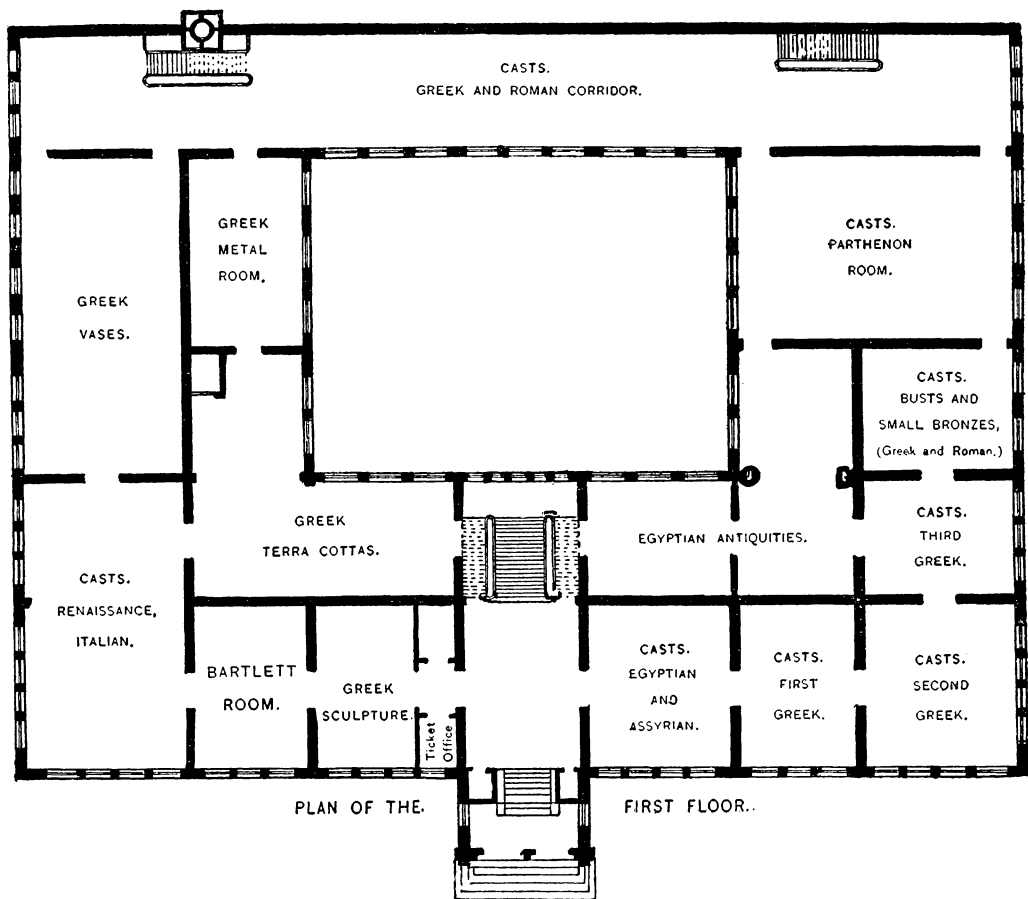 CASTS.
GREEK AND ROMAN CORRIDOR.
GREEK
METAL
ROOM.
CASTS.
PARTHENON
ROOM.
GREEK
VASES.
CASTS.
BUSTS AND
SMALL BRONZES,
(Greek and Roman.)
GREEK
TERRA COTTAS.
EGYPTIAN ANTIQUITIES.
CASTS.
THIRD
GREEK.
CASTS.
RENAISSANCE,
ITALIAN.
BARTLETT
ROOM.
GREEK
SCULPTURE.
Ticket
Office
CASTS.
EGYPTIAN
AND
ASSYRIAN.
CASTS.
FIRST
GREEK.
CASTS.
SECOND
GREEK.
PLAN OF THE. FIRST FLOOR..